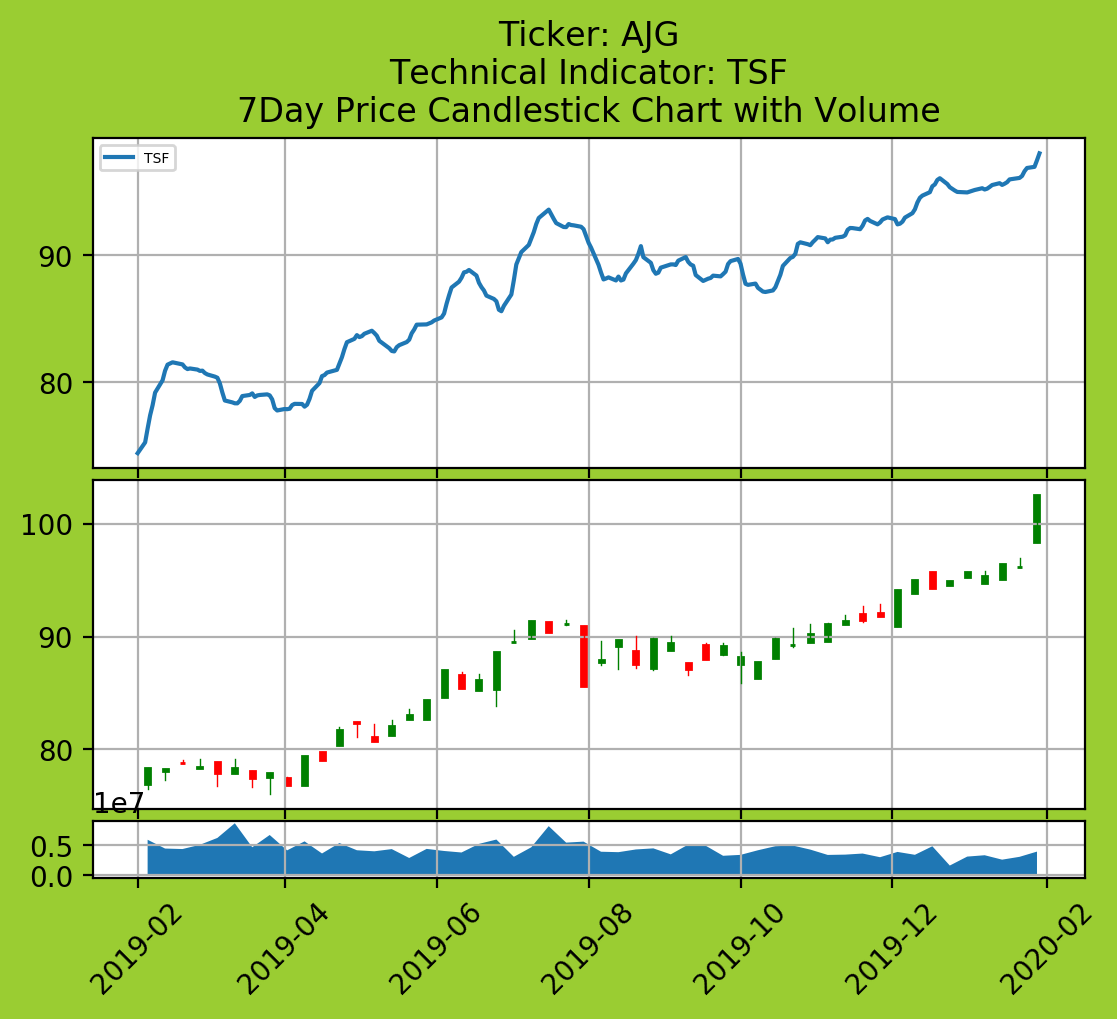 Ticker: AJG
Technical Indicator: TSF
7Day Price Candlestick Chart with Volume
TSF
90
80
100
90
80
1e7
0.5
0.0
2019-02
2019-04
2019-06
2019-08
2019-10
2019-12
2020-02